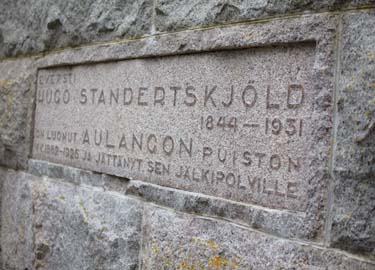 EVERSTI
HUGO STANDERTSKJÖLD
1844–1931
ON LUONUT AULANGON PUISTON
V. 1883–1926 JA JÄTTÄNYT SEN JÄLKIPOLVILLE